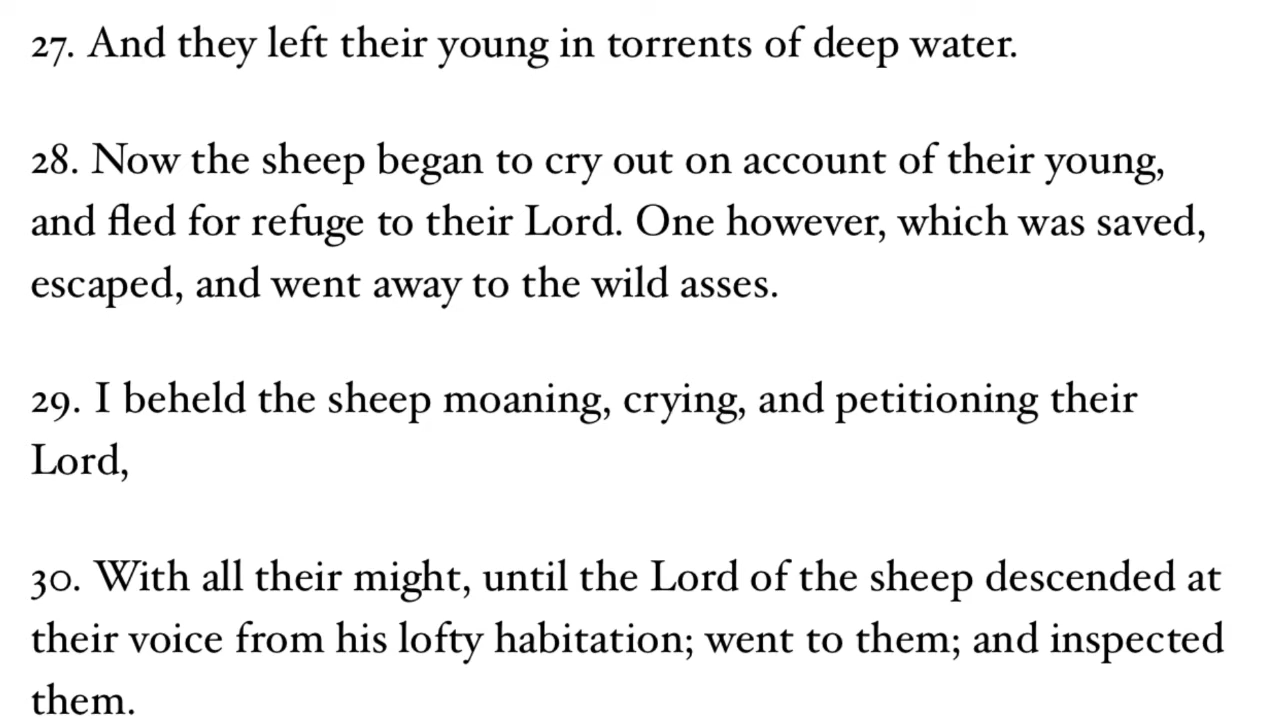 27. And they left their young in torrents of deep water.
28. Now the sheep began to cry out on account of their young,
and fled for refuge to their Lord. One however, which was saved,
escaped, and went away to the wild asses.
29. I beheld the sheep moaning, crying, and petitioning their
Lord,
30. With all their might, until the Lord of the sheep descended at
their voice from his lofty habitation; went to them; and inspected
them.